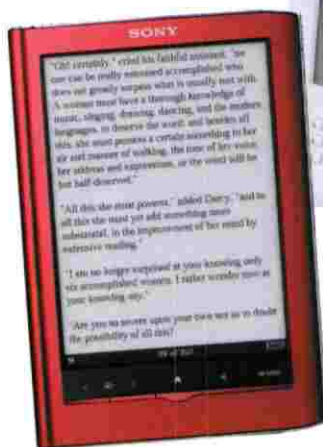 SONY
"Oh! certainly," cried his faithful assistant, "no
one can be really esteemed accomplished who
does not greatly surpass what is usually met with.
A woman must have a thorough knowledge of
music, singing, drawing, dancing, and the modern
languages, to deserve the word; and besides all
this, she must possess a certain something in her
air and manner of walking, the tone of her voice,
her address and expressions, or the word will be
but half deserved."
"All this she must possess," added Darcy, "and to
all this she must yet add something more
substantial, in the improvement of her mind by
extensive reading."
"I am no longer surprised at your knowing only
six accomplished women. I rather wonder now at
your knowing any."
"Are you so severe upon your own sex as to doubt
the possibility of all this?